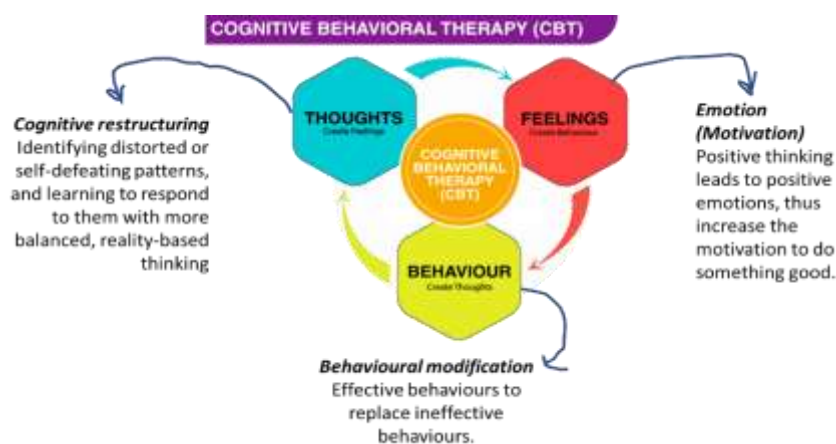 COGNITIVE BEHAVIORAL THERAPY (CBT)
THOUGHTS
Create Feelings
FEELINGS
Create Behaviour
COGNITIVE
BEHAVIORAL
THERAPY
(CBT)
BEHAVIOUR
Create Thoughts
Cognitive restructuring
Identifying distorted or
self-defeating patterns,
and learning to respond
to them with more
balanced, reality-based
thinking
Emotion
(Motivation)
Positive thinking
leads to positive
emotions, thus
increase the
motivation to do
something good.
Behavioural modification
Effective behaviours to
replace ineffective
behaviours.